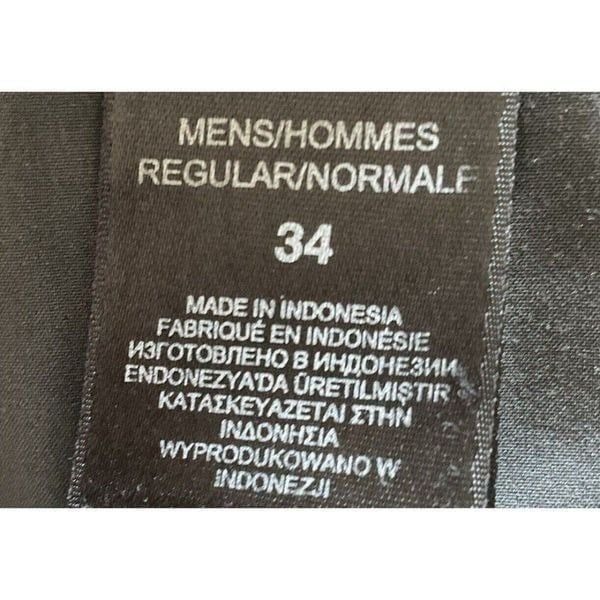 MENS/HOMMES
REGULAR/NORMALE
34
MADE IN INDONESIA
FABRIQUÉ EN INDONÉSIE
ИЗГОТОВЛЕНО В ИНДОНЕЗИИ
ENDONEZYA'DA ÜRETILMIŞTIR
ΚΑΤΑΣΚΕΥΑΖΕΤΑΙ ΣΤΗΝ
ΙΝΔΟΝΗΣΙΑ
WYPRODUKOWANO W
INDONEZJI